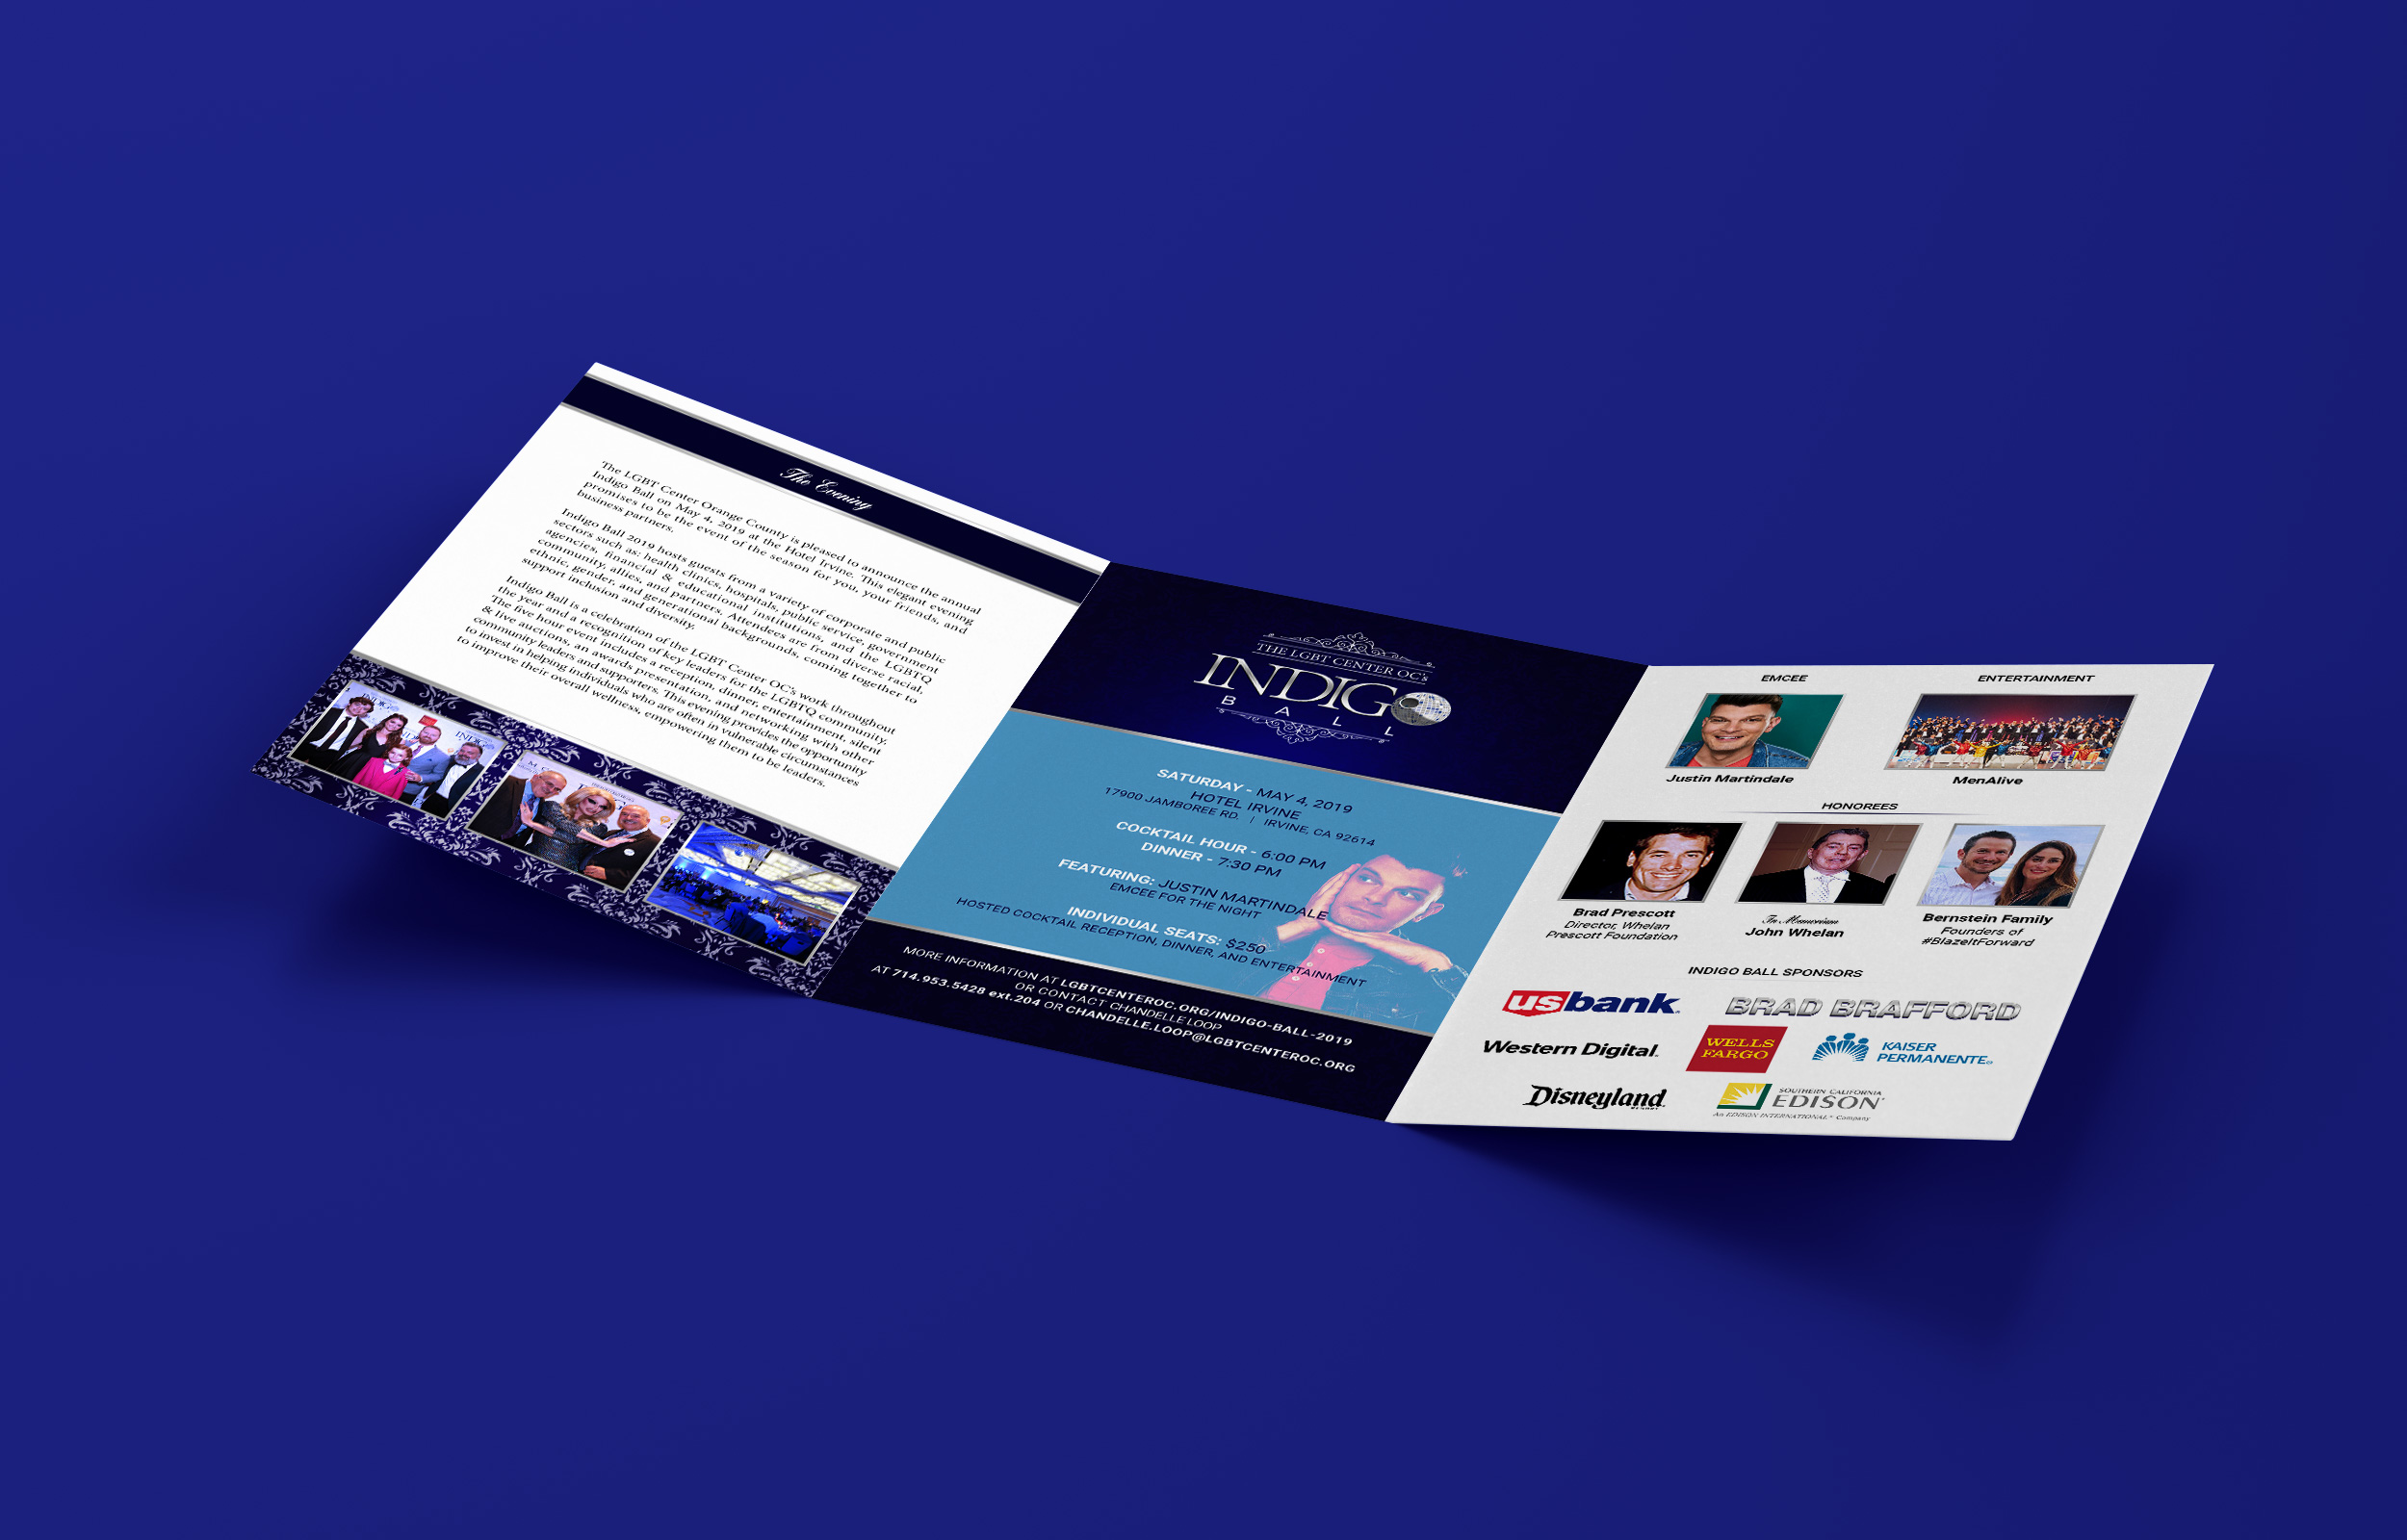 The Evening
The LGBT Center Orange County is pleased to announce the annual
Indigo Ball on May 4, 2019 at the Hotel Irvine. This elegant evening
promises to be the event of the season for you, your friends, and
business partners.
Indigo Ball 2019 hosts guests from a variety of corporate and public
sectors such as: health clinics, hospitals, public service, government
agencies, financial & educational institutions, and the LGBTQ
community, allies, and partners. Attendees are from diverse racial,
ethnic, gender, and generational backgrounds, coming together to
support inclusion and diversity.
Indigo Ball is a celebration of the LGBT Center OC's work throughout
the year and a recognition of key leaders for the LGBTQ community.
The five hour event includes a reception, dinner, entertainment, silent
& live auctions, an awards presentation, and networking with other
community leaders and supporters. This evening provides the opportunity
to invest in helping individuals who are often in vulnerable circumstances
to improve their overall wellness, empowering them to be leaders.
THE LGBT CENTER OC's
INDIGO
BALL
SATURDAY - MAY 4, 2019
HOTEL IRVINE
17900 JAMBOREE RD. / IRVINE, CA 92614
COCKTAIL HOUR - 6:00 PM
DINNER - 7:30 PM
FEATURING: JUSTIN MARTINDALE
EMCEE FOR THE NIGHT
INDIVIDUAL SEATS: $250
HOSTED COCKTAIL RECEPTION, DINNER, AND ENTERTAINMENT
MORE INFORMATION AT LGBTCENTEROC.ORG/INDIGO-BALL-2019
OR CONTACT CHANDELLE LOOP
AT 714.953.5428 ext.204 OR CHANDELLE.LOOP@LGBTCENTEROC.ORG
EMCEE
Justin Martindale
ENTERTAINMENT
MenAlive
HONOREES
Brad Prescott
Director, Whelan
Prescott Foundation
In Memoriam
John Whelan
Bernstein Family
Founders of
#BlazeItForward
INDIGO BALL SPONSORS
usbank
BRAD BRAFFORD
Western Digital.
WELLS
FARGO
KAISER
PERMANENTE®
Disneyland
RESORT
SOUTHERN CALIFORNIA
EDISON®
An EDISON INTERNATIONAL® Company